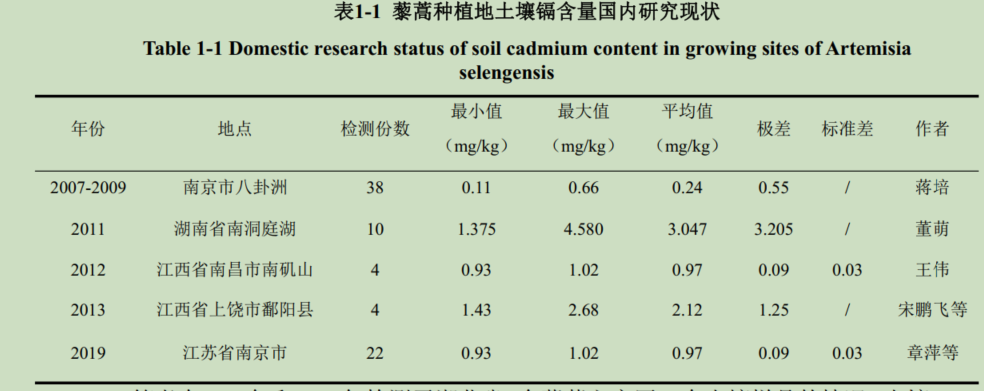 表1-1 藜蒿种植地土壤镉含量国内研究现状
Table 1-1 Domestic research status of soil cadmium content in growing sites of Artemisia
selengensis
年份 地点 检测份数 最小值（mg/kg） 最大值（mg/kg） 平均值（mg/kg） 极差 标准差 作者
2007-2009 南京市八卦洲 38 0.11 0.66 0.24 0.55 / 蒋培
2011 湖南省南洞庭湖 10 1.375 4.580 3.047 3.205 / 董萌
2012 江西省南昌市南矶山 4 0.93 1.02 0.97 0.09 0.03 王伟
2013 江西省上饶市鄱阳县 4 1.43 2.68 2.12 1.25 / 宋鹏飞等
2019 江苏省南京市 22 0.93 1.02 0.97 0.09 0.03 章萍等